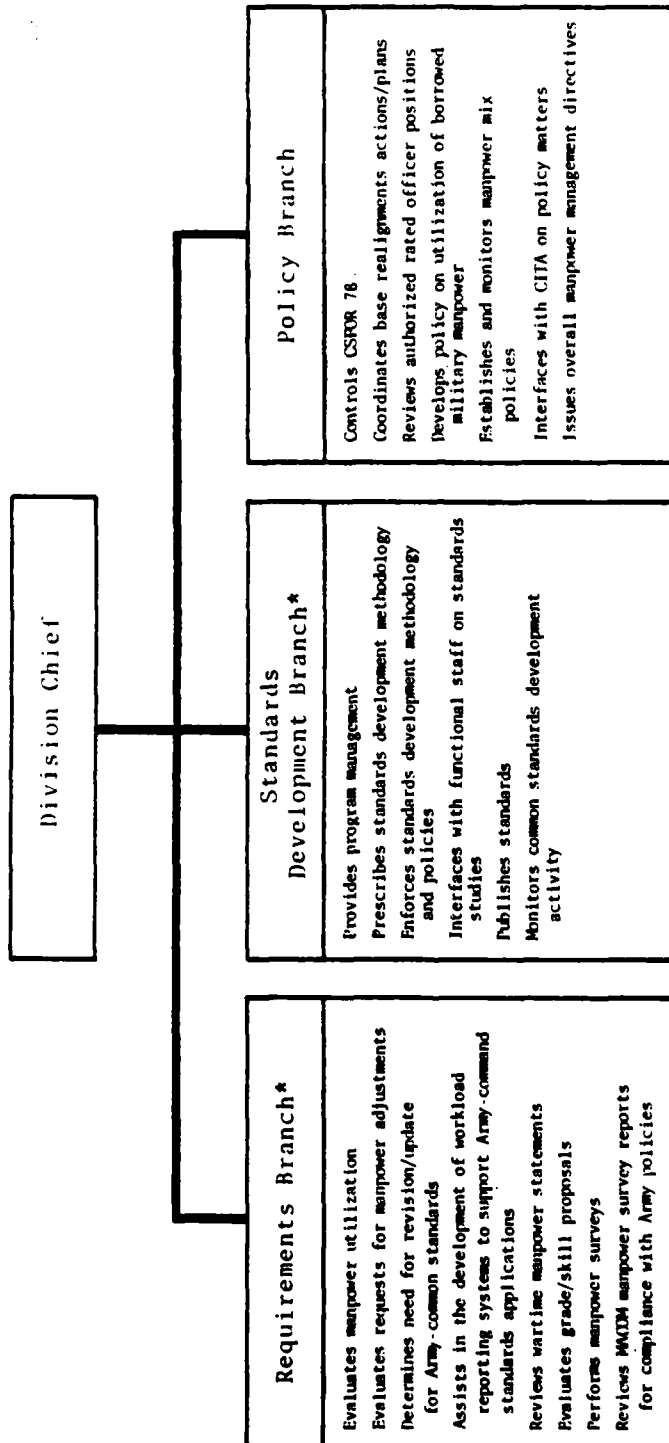 Division Chief
Requirements Branch*
Evaluates manpower utilization
Evaluates requests for manpower adjustments
Determines need for revision/update
for Army-common standards
Assists in the development of workload
reporting systems to support Army-command
standards applications
Reviews wartime manpower statements
Evaluates grade/skill proposals
Performs manpower surveys
Reviews MACOM manpower survey reports
for compliance with Army policies
Standards
Development Branch*
Provides program management
Prescribes standards development methodology
Enforces standards development methodology
and policies
Interfaces with functional staff on standards
studies
Publishes standards
Monitors common standards development
activity
Policy Branch
Controls CSFOR 78
Coordinates base realignments actions/plans
Reviews authorized rated officer positions
Develops policy on utilization of borrowed
military manpower
Establishes and monitors manpower mix
policies
Interfaces with CITA on policy matters
Issues overall manpower management directives